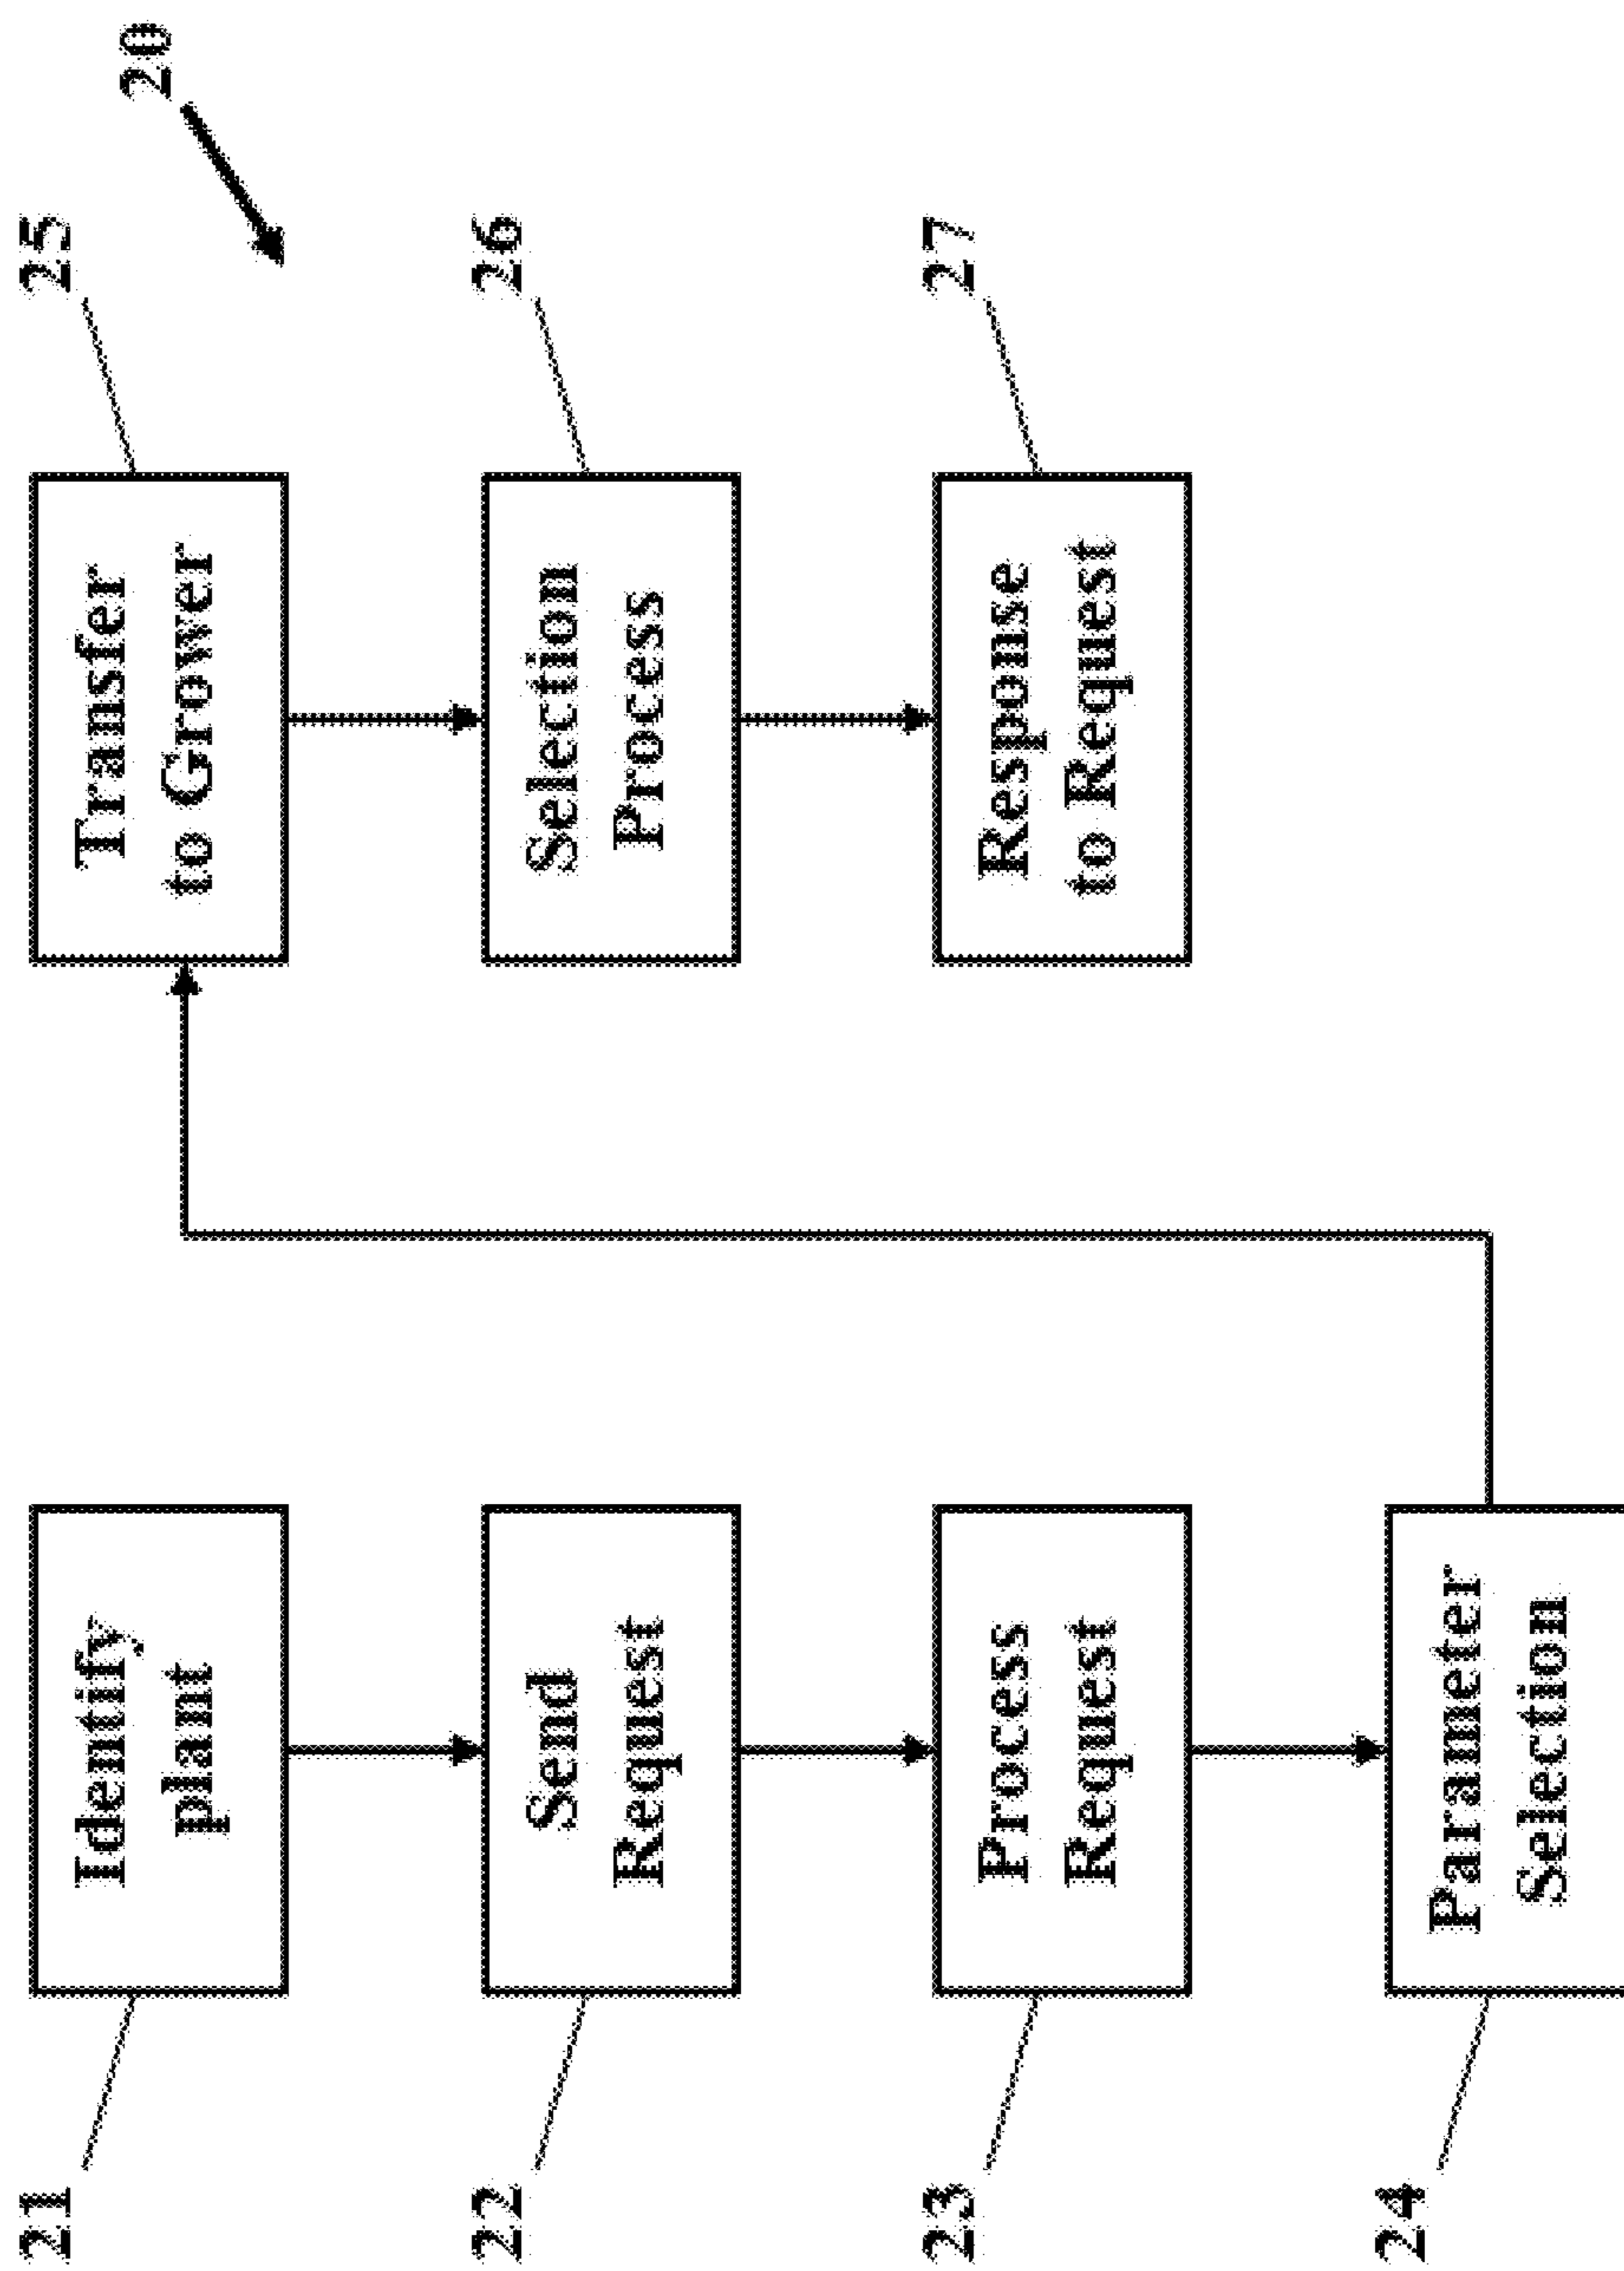 20
21
Identify
plant
22
Send
Request
23
Process
Request
24
Parameter
Selection
25
Transfer
to Grower
26
Selection
Process
27
Response
to Request